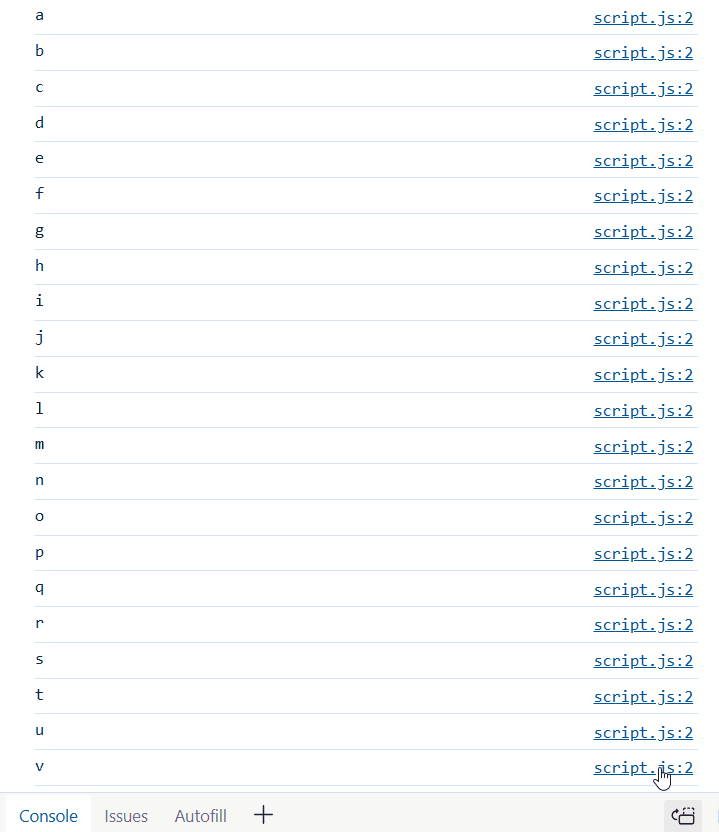 a script.js:2
b script.js:2
c script.js:2
d script.js:2
e script.js:2
f script.js:2
g script.js:2
h script.js:2
i script.js:2
j script.js:2
k script.js:2
l script.js:2
m script.js:2
n script.js:2
o script.js:2
p script.js:2
q script.js:2
r script.js:2
s script.js:2
t script.js:2
u script.js:2
v script.js:2
Console Issues Autofill